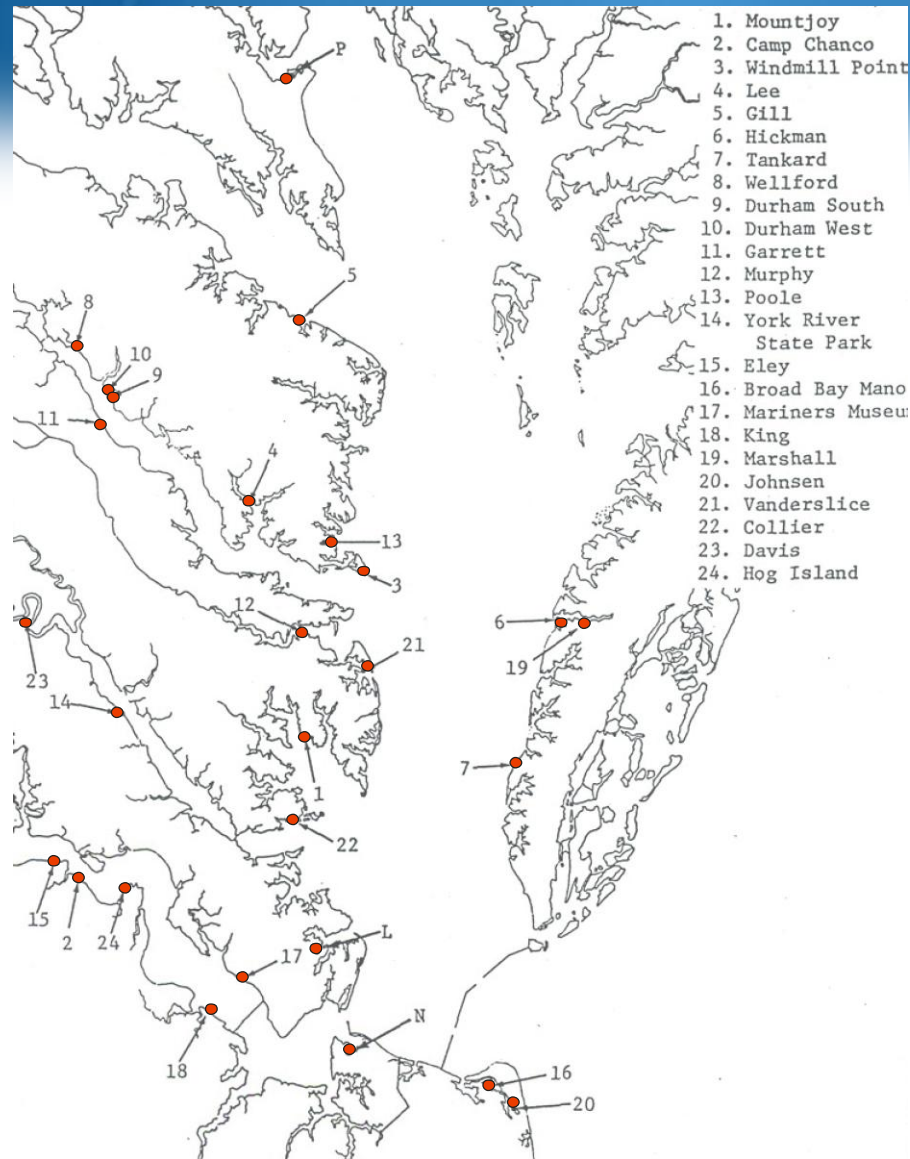 1. Mountjoy
2. Camp Chanco
3. Windmill Point
4. Lee
5. Gill
6. Hickman
7. Tankard
8. Wellford
9. Durham South
10. Durham West
11. Garrett
12. Murphy
13. Poole
14. York River
State Park
15. Eley
16. Broad Bay Mano
17. Mariners Museu
18. King
19. Marshall
20. Johnsen
21. Vanderslice
22. Collier
23. Davis
24. Hog Island
P
5
8
10
9
11
4
13
3
12
6
19
21
23
14
7
1
22
15
2
24
17
L
18
N
16
20